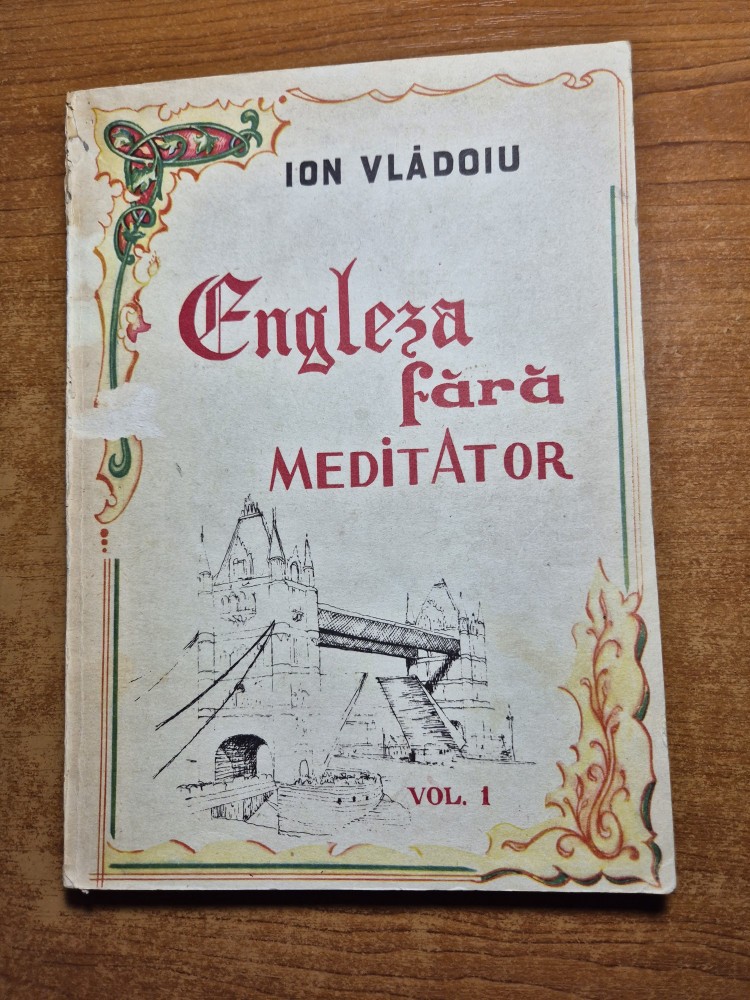 ION VLĂDOIU
Engleza
fără
MEDITATOR
VOL. 1